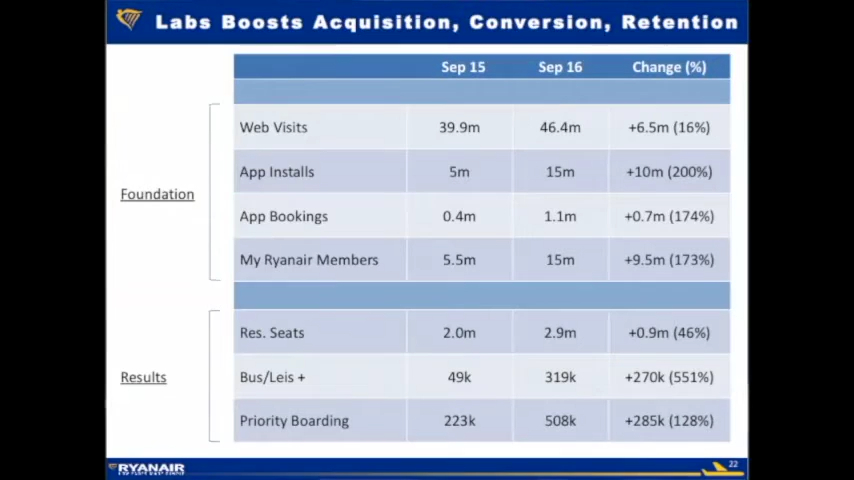 Labs Boosts Acquisition, Conversion, Retention
Sep 15 Sep 16 Change (%)
Foundation
Web Visits 39.9m 46.4m +6.5m (16%)
App Installs 5m 15m +10m (200%)
App Bookings 0.4m 1.1m +0.7m (174%)
My Ryanair Members 5.5m 15m +9.5m (173%)
Results
Res. Seats 2.0m 2.9m +0.9m (46%)
Bus/Leis + 49k 319k +270k (551%)
Priority Boarding 223k 508k +285k (128%)
RYANAIR
22